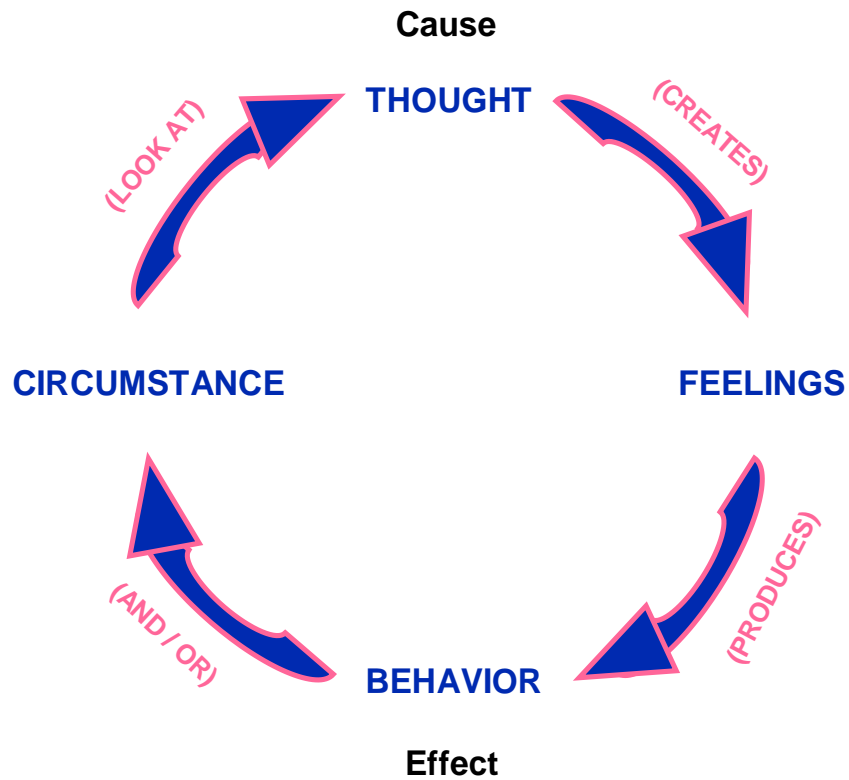 Cause
THOUGHT
(LOOK AT)
(CREATES)
CIRCUMSTANCE
FEELINGS
(AND / OR)
(PRODUCES)
BEHAVIOR
Effect